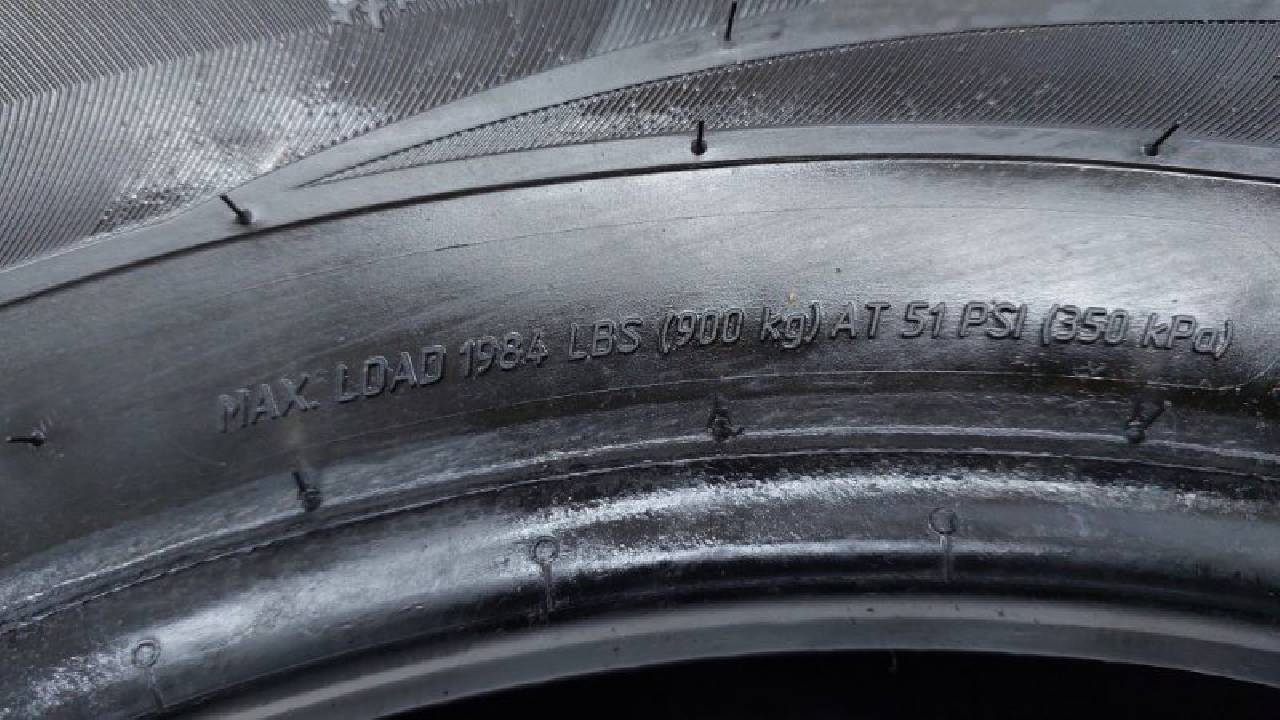 MAX. LOAD 1984 LBS (900 kg) AT 51 PSI (350 kPa)